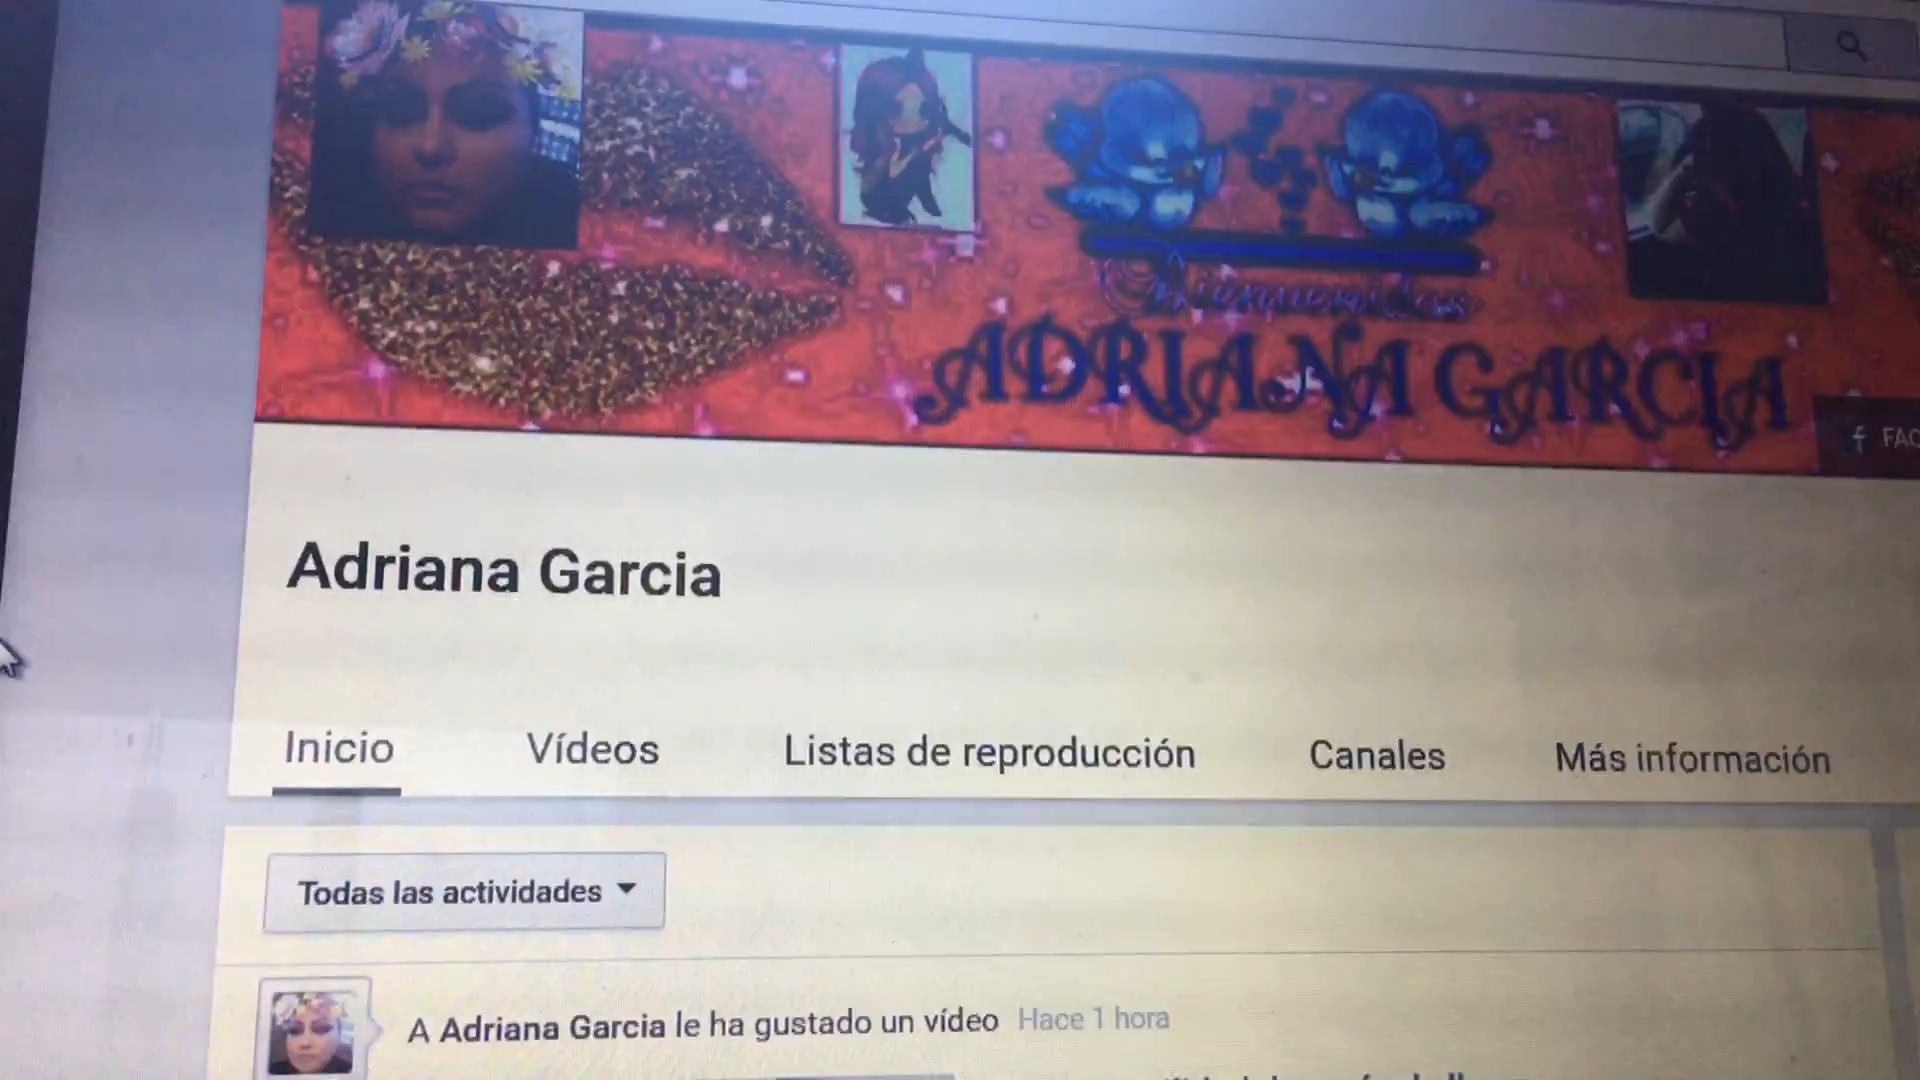 ADRIANA GARCIA
FAC
Adriana Garcia
Inicio Vídeos Listas de reproducción Canales Más información
Todas las actividades
A Adriana Garcia le ha gustado un vídeo Hace 1 hora